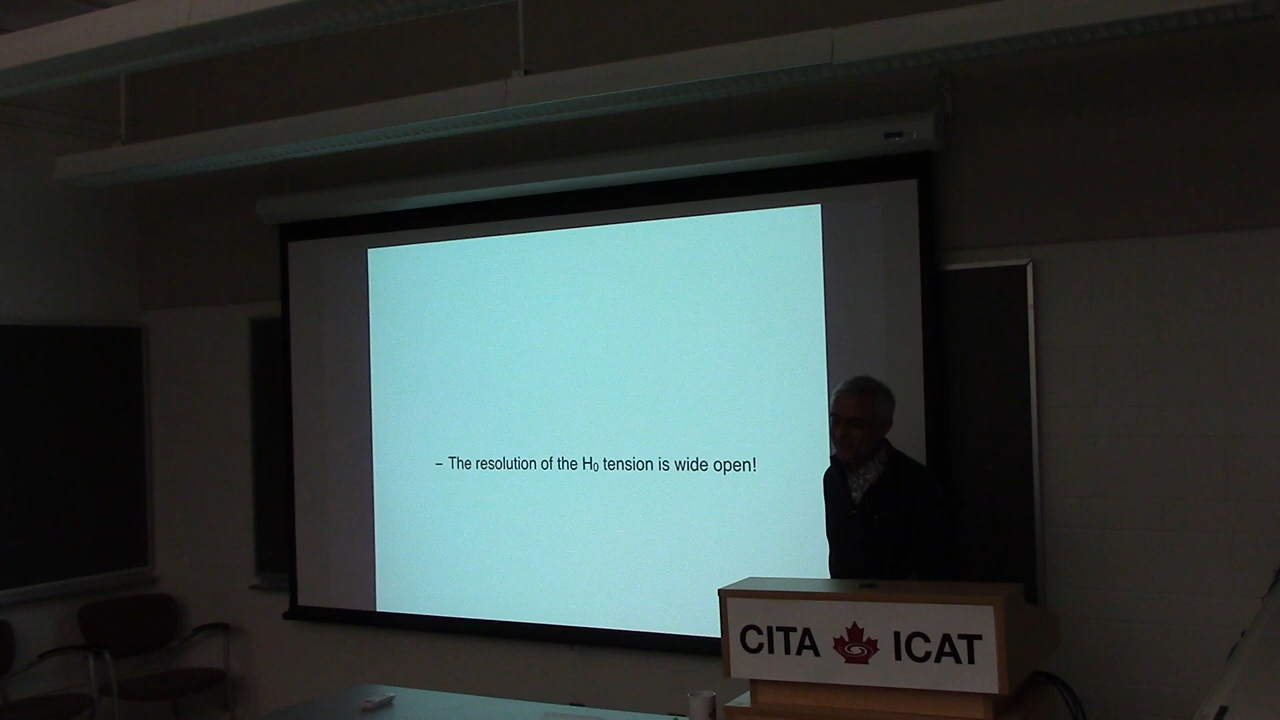 – The resolution of the H₀ tension is wide open!
CITA ICAT